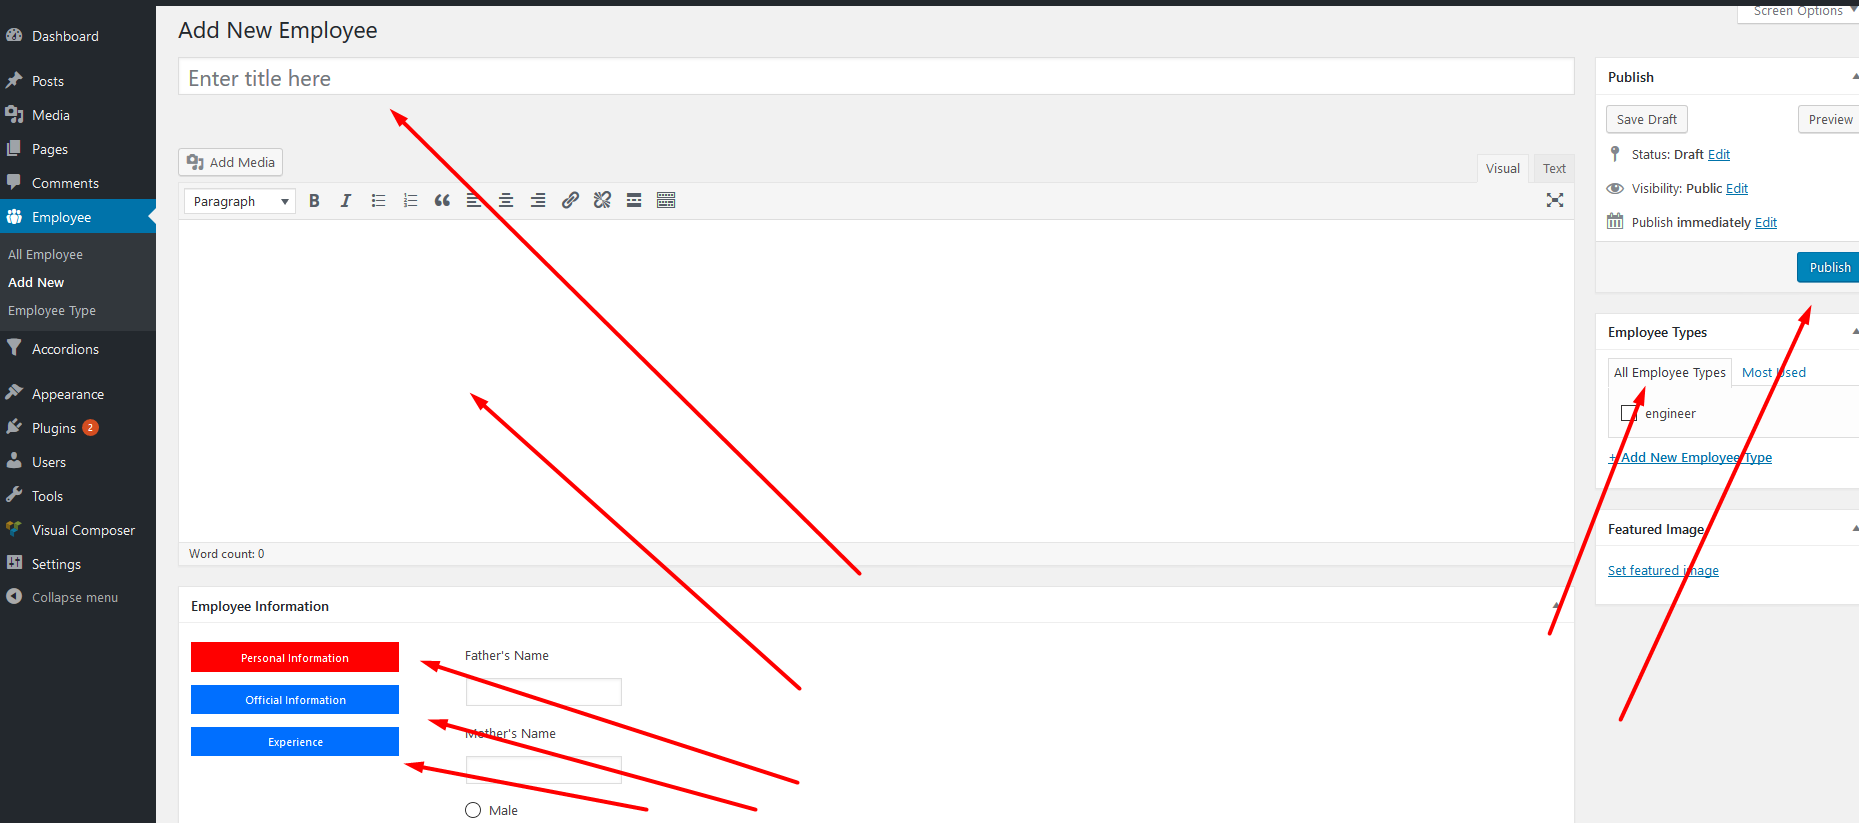 Screen Options
Dashboard
Posts
Media
Pages
Comments
Employee
All Employee
Add New
Employee Type
Accordions
Appearance
Plugins 2
Users
Tools
Visual Composer
Settings
Collapse menu
Add New Employee
Enter title here
Add Media
Visual Text
Paragraph B I
Word count: 0
Employee Information
Personal Information
Official Information
Experience
Father's Name
Mother's Name
Male
Publish
Save Draft Preview
Status: Draft Edit
Visibility: Public Edit
Publish immediately Edit
Publish
Employee Types
All Employee Types Most Used
engineer
+ Add New Employee Type
Featured Image
Set featured image